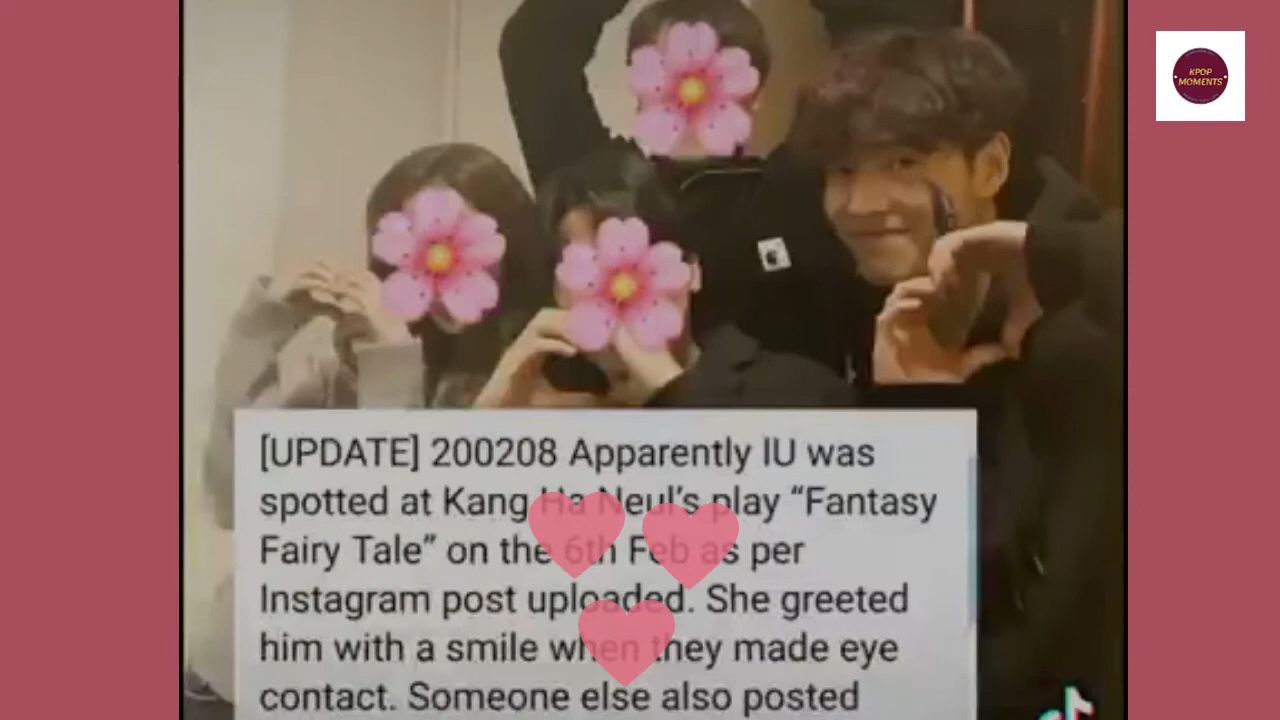 KPOP
MOMENTS
[UPDATE] 200208 Apparently IU was
spotted at Kang Ha Neul's play “Fantasy
Fairy Tale” on the 6th Feb as per
Instagram post uploaded. She greeted
him with a smile when they made eye
contact. Someone else also posted